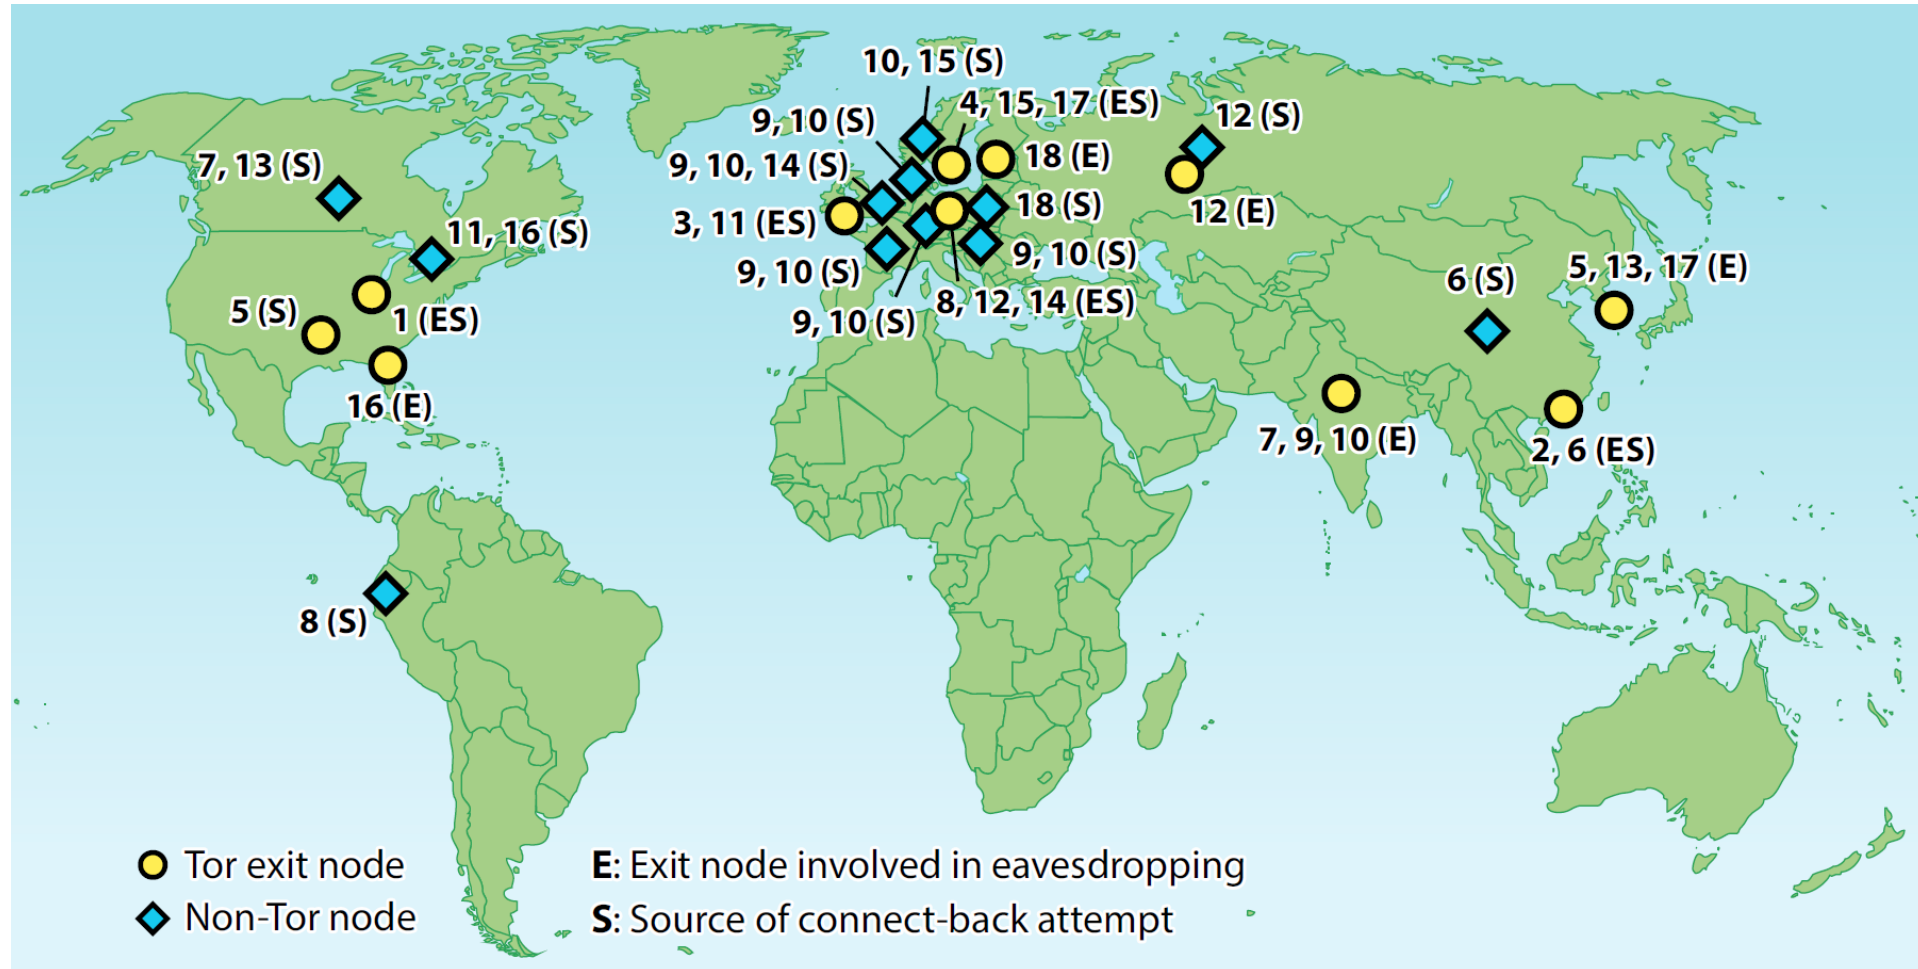 10, 15 (S)
4, 15, 17 (ES)
9, 10 (S)
12 (S)
9, 10, 14 (S)
18 (E)
7, 13 (S)
3, 11 (ES)
18 (S)
12 (E)
11, 16 (S)
9, 10 (S)
9, 10 (S)
6 (S)
5, 13, 17 (E)
5 (S)
1 (ES)
9, 10 (S)
8, 12, 14 (ES)
16 (E)
7, 9, 10 (E)
2, 6 (ES)
8 (S)
Tor exit node
E: Exit node involved in eavesdropping
Non-Tor node
S: Source of connect-back attempt